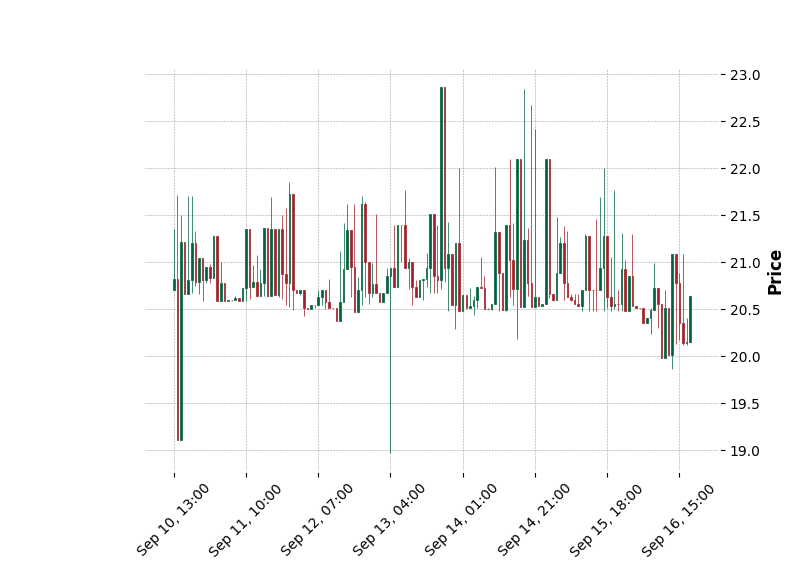 23.0
22.5
22.0
21.5
21.0
20.5
20.0
19.5
19.0
Price
Sep 10, 13:00
Sep 11, 10:00
Sep 12, 07:00
Sep 13, 04:00
Sep 14, 01:00
Sep 14, 21:00
Sep 15, 18:00
Sep 16, 15:00